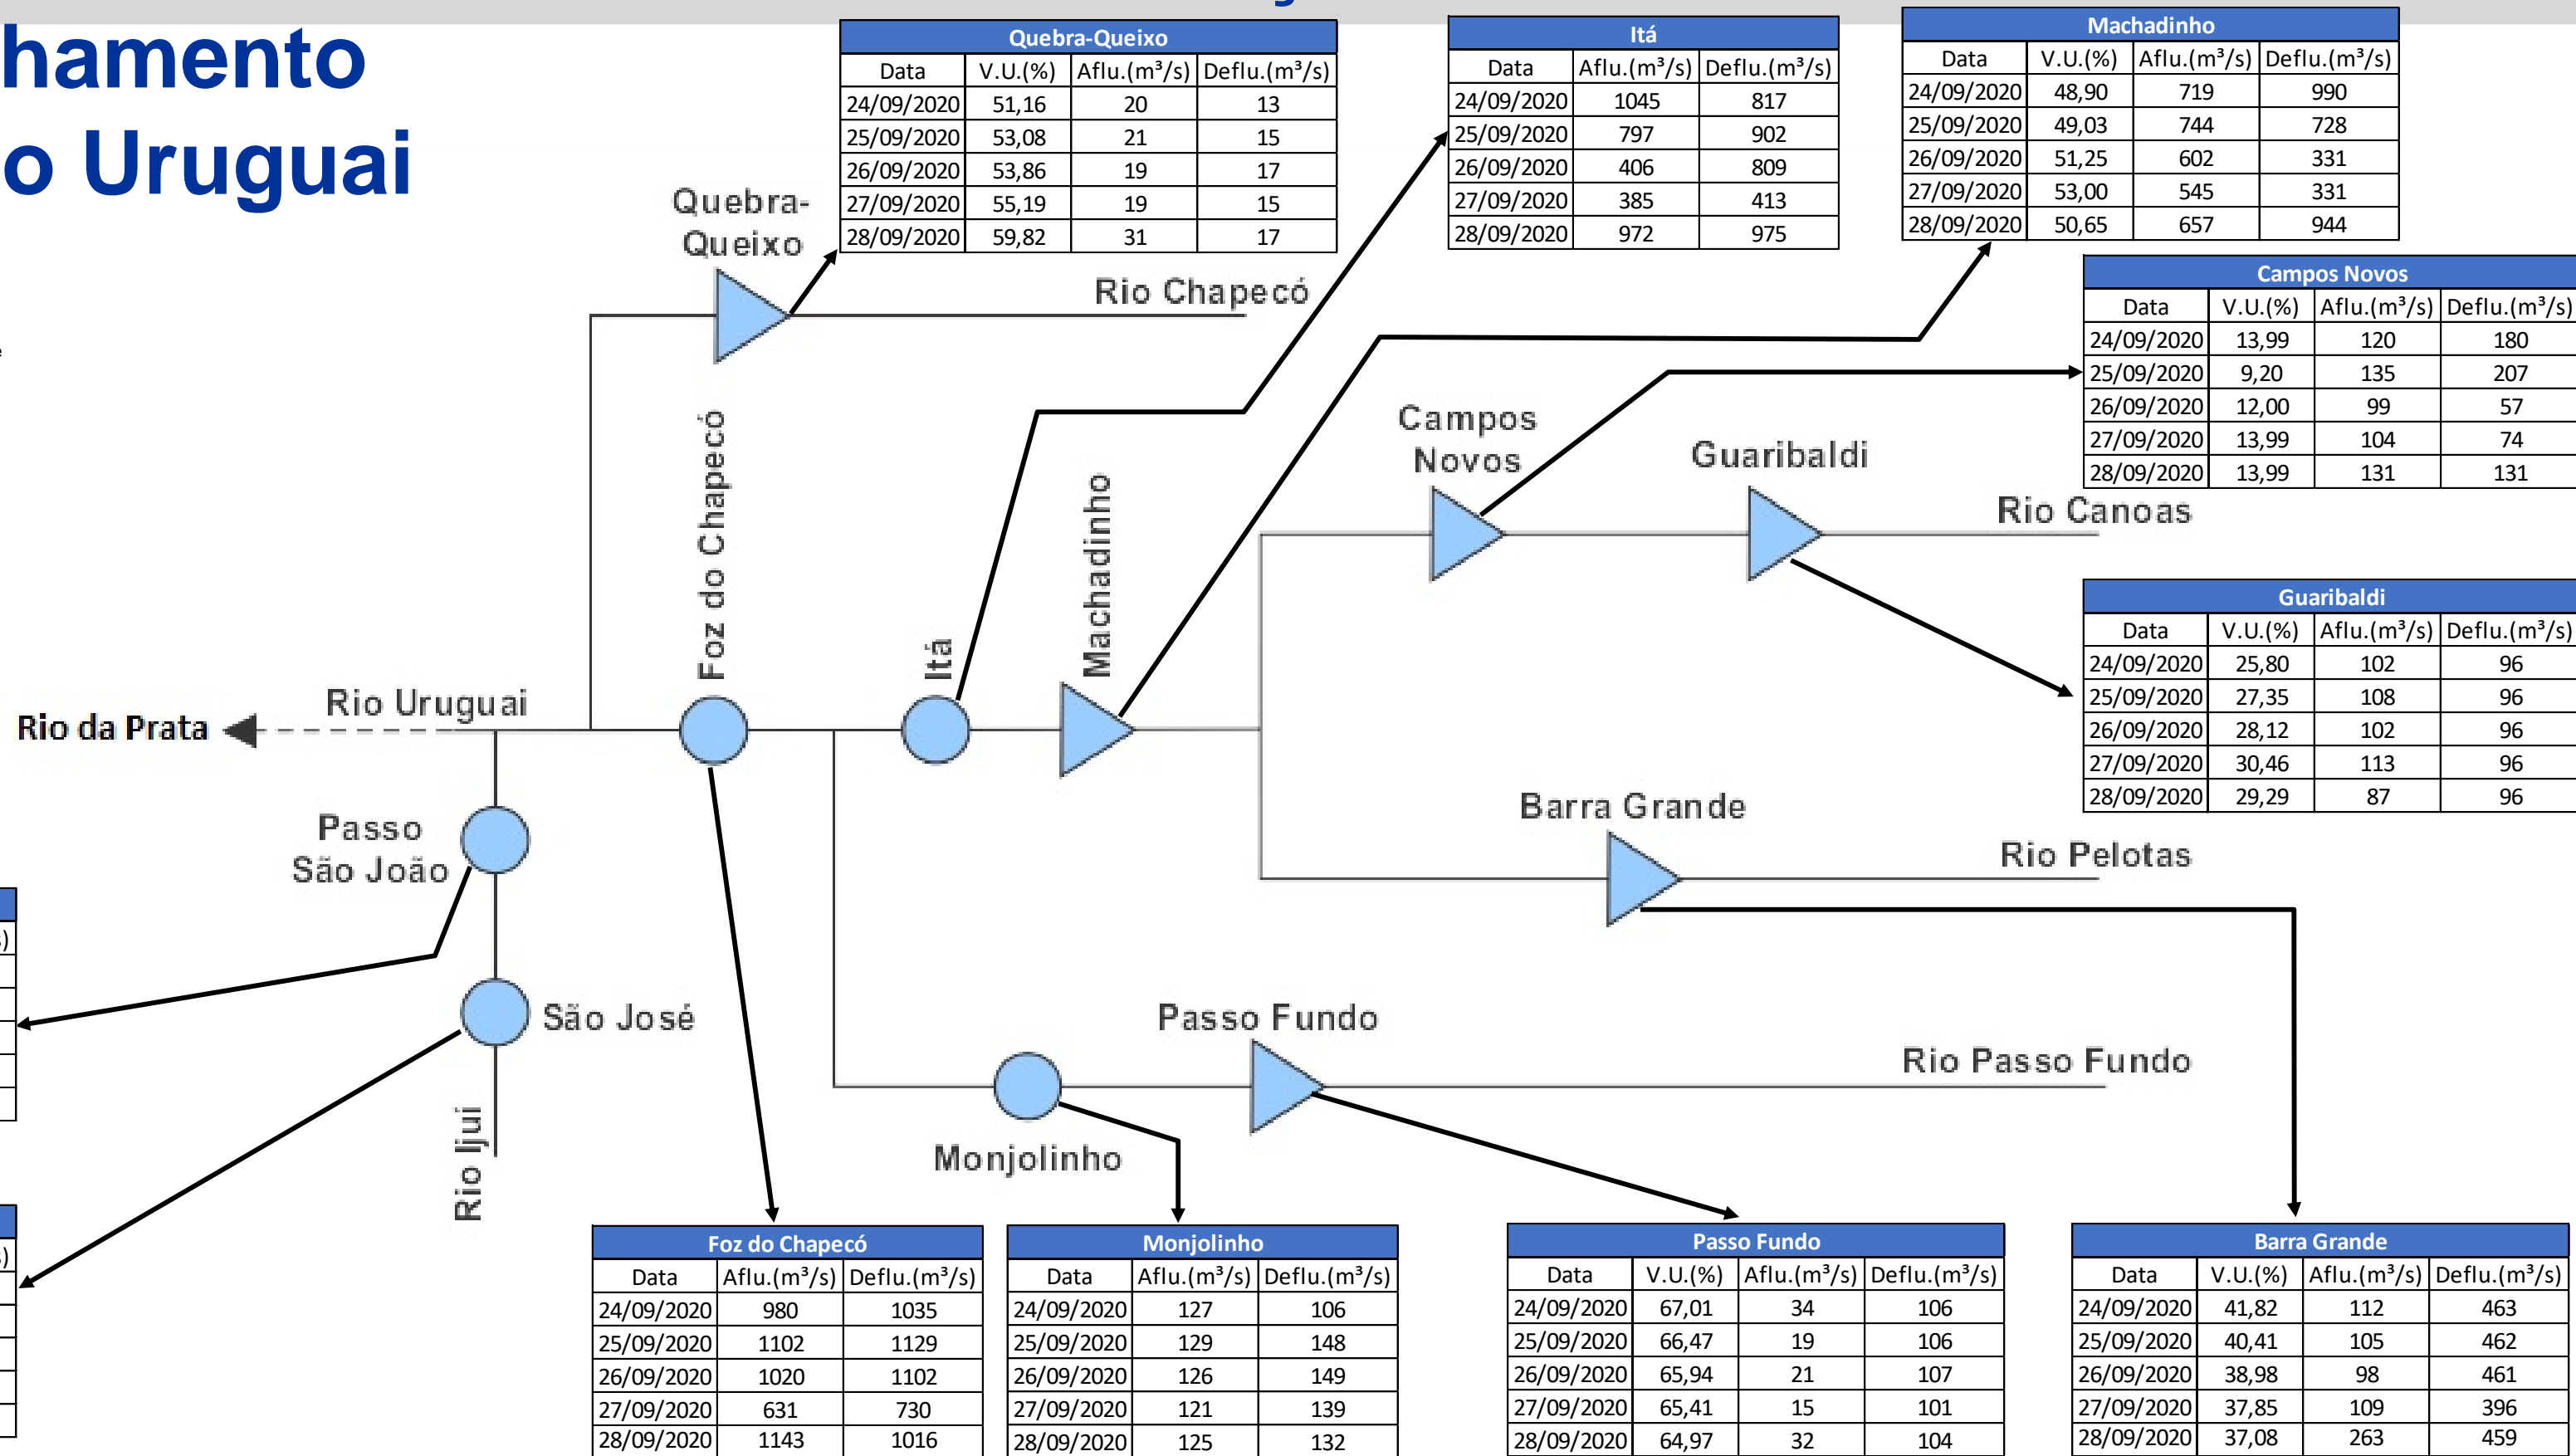 hamento
o Uruguai
Quebra-Queixo
Data V.U.(%) Aflu.(m³/s) Deflu.(m³/s)
24/09/2020 51,16 20 13
25/09/2020 53,08 21 15
26/09/2020 53,86 19 17
27/09/2020 55,19 19 15
28/09/2020 59,82 31 17
Itá
Data Aflu.(m³/s) Deflu.(m³/s)
24/09/2020 1045 817
25/09/2020 797 902
26/09/2020 406 809
27/09/2020 385 413
28/09/2020 972 975
Machadinho
Data V.U.(%) Aflu.(m³/s) Deflu.(m³/s)
24/09/2020 48,90 719 990
25/09/2020 49,03 744 728
26/09/2020 51,25 602 331
27/09/2020 53,00 545 331
28/09/2020 50,65 657 944
Campos Novos
Data V.U.(%) Aflu.(m³/s) Deflu.(m³/s)
24/09/2020 13,99 120 180
25/09/2020 9,20 135 207
26/09/2020 12,00 99 57
27/09/2020 13,99 104 74
28/09/2020 13,99 131 131
Quebra-
Queixo
Rio Chapecó
Foz do Chapecó
Itá
Machadinho
Campos
Novos
Guaribaldi
Rio Canoas
Guaribaldi
Data V.U.(%) Aflu.(m³/s) Deflu.(m³/s)
24/09/2020 25,80 102 96
25/09/2020 27,35 108 96
26/09/2020 28,12 102 96
27/09/2020 30,46 113 96
28/09/2020 29,29 87 96
Rio da Prata
Rio Uruguai
Passo
São João
São José
Rio Ijui
Barra Grande
Rio Pelotas
Passo Fundo
Rio Passo Fundo
Monjolinho
Foz do Chapecó
Data Aflu.(m³/s) Deflu.(m³/s)
24/09/2020 980 1035
25/09/2020 1102 1129
26/09/2020 1020 1102
27/09/2020 631 730
28/09/2020 1143 1016
Monjolinho
Data Aflu.(m³/s) Deflu.(m³/s)
24/09/2020 127 106
25/09/2020 129 148
26/09/2020 126 149
27/09/2020 121 139
28/09/2020 125 132
Passo Fundo
Data V.U.(%) Aflu.(m³/s) Deflu.(m³/s)
24/09/2020 67,01 34 106
25/09/2020 66,47 19 106
26/09/2020 65,94 21 107
27/09/2020 65,41 15 101
28/09/2020 64,97 32 104
Barra Grande
Data V.U.(%) Aflu.(m³/s) Deflu.(m³/s)
24/09/2020 41,82 112 463
25/09/2020 40,41 105 462
26/09/2020 38,98 98 461
27/09/2020 37,85 109 396
28/09/2020 37,08 263 459